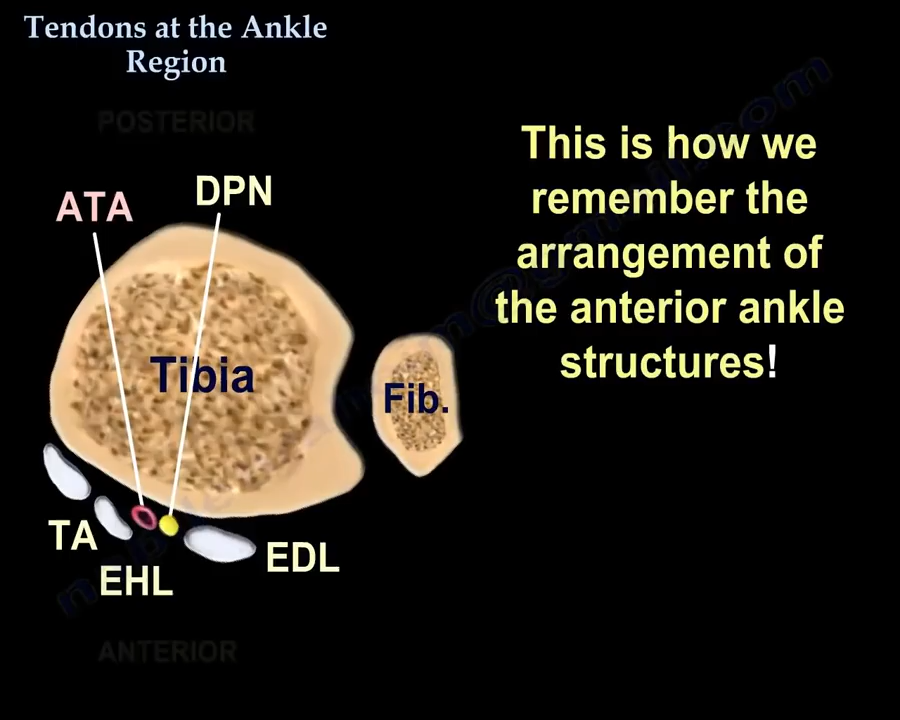 Tendons at the Ankle
Region
POSTERIOR
ATA
DPN
This is how we
remember the
arrangement of
the anterior ankle
structures!
Tibia
Fib.
TA
EHL
EDL
ANTERIOR